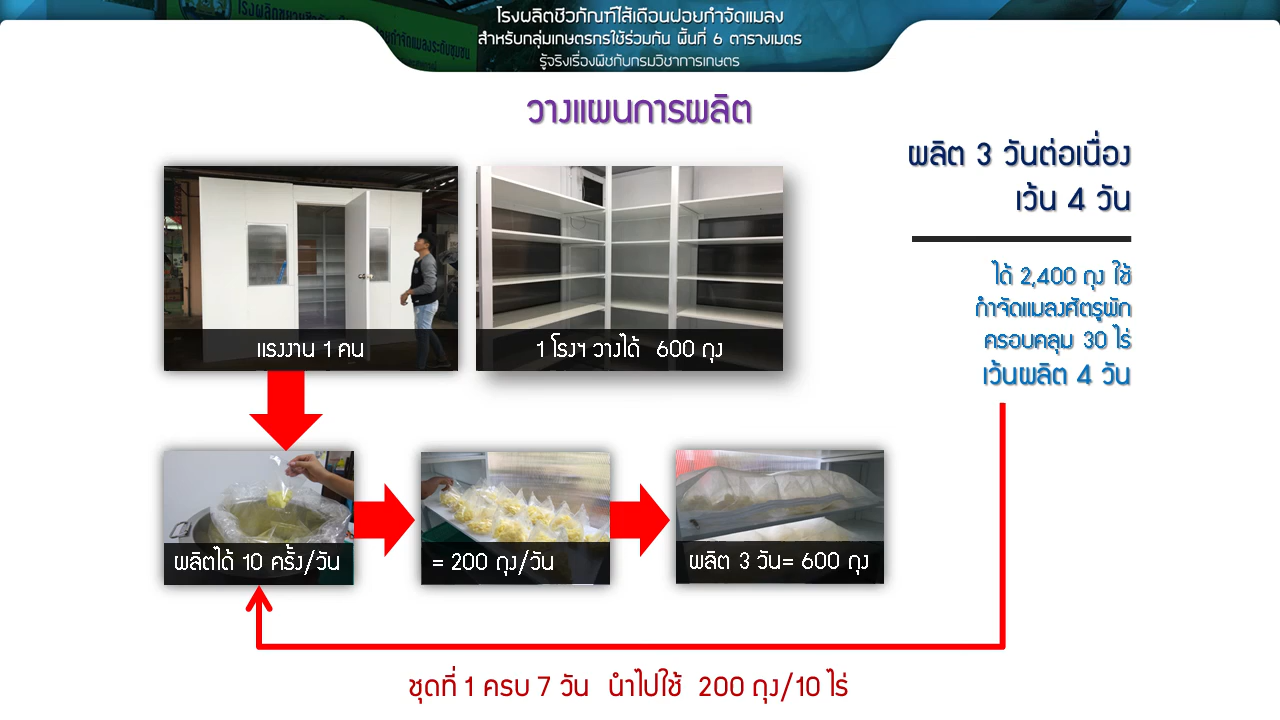 โรงผลิตชีวภัณฑ์ไส้เดือนฝอยกำจัดแมลง
สำหรับกลุ่มเกษตรกรใช้ร่วมกัน พื้นที่ 6 ตารางเมตร
รู้จริงเรื่องพืชกับกรมวิชาการเกษตร
วางแผนการผลิต
ผลิต 3 วันต่อเนื่อง
เว้น 4 วัน
ได้ 2,400 ถุง ใช้
กำจัดแมลงศัตรูผัก
ครอบคลุม 30 ไร่
เว้นผลิต 4 วัน
แรงงาน 1 คน
1 โรงฯ วางได้ 600 ถุง
ผลิตได้ 10 ครั้ง/วัน
= 200 ถุง/วัน
ผลิต 3 วัน= 600 ถุง
ชุดที่ 1 ครบ 7 วัน นำไปใช้ 200 ถุง/10 ไร่